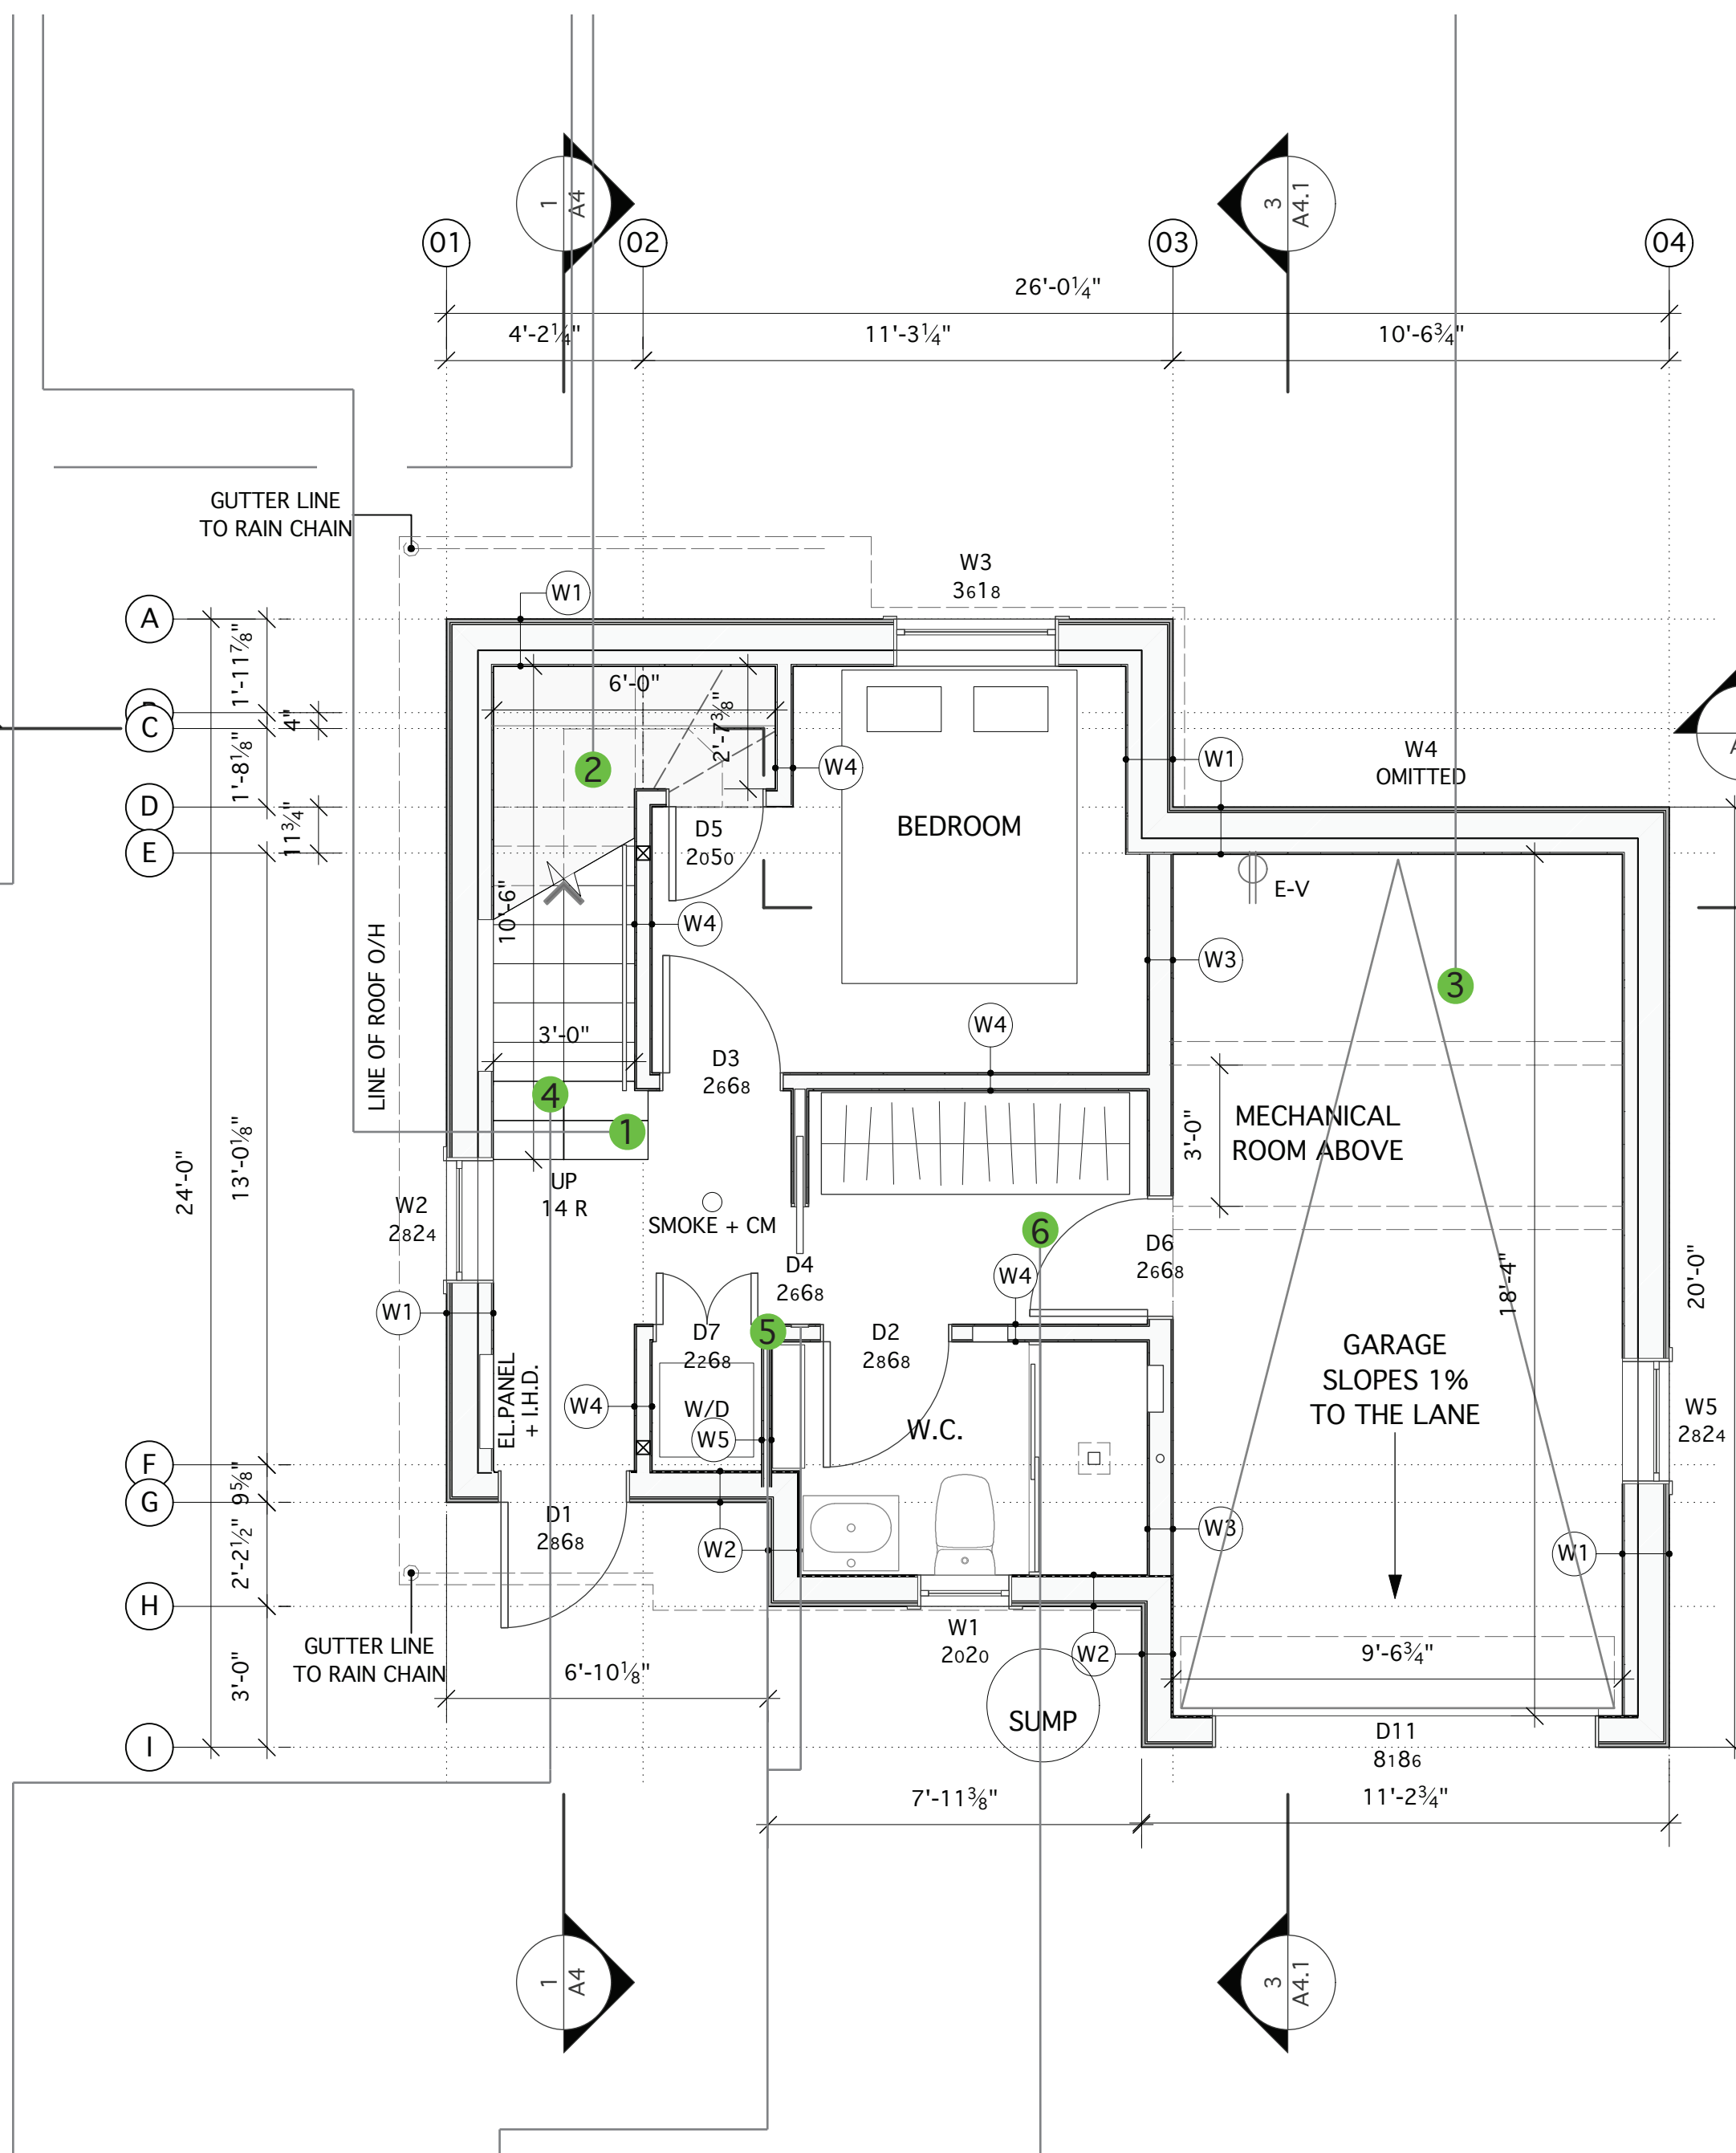 1
A4
3
A4.1
01
02
03
04
26'-0¼"
4'-2¼"
11'-3¼"
10'-6¾"
GUTTER LINE
TO RAIN CHAIN
W3
3618
W1
A
1'-11⅞"
6'-0"
2'-7⅜"
C
4"
2
W4
W1
W4
OMITTED
1'-8⅛"
D
11¾"
E
D5
2050
BEDROOM
E-V
10'-6"
W4
W3
3
LINE OF ROOF O/H
3'-0"
W4
D3
2668
4
1
MECHANICAL
ROOM ABOVE
3'-0"
24'-0"
13'-0⅛"
UP
14 R
W2
2824
SMOKE + CM
6
D6
2668
D4
2668
W4
18'-4"
20'-0"
W1
D7
2268
5
D2
2868
GARAGE
SLOPES 1%
TO THE LANE
EL.PANEL
+ I.H.D.
W4
W/D
W5
W.C.
W5
2824
F
9⅝"
G
D1
2868
W2
W3
W1
2'-2½"
H
GUTTER LINE
TO RAIN CHAIN
W1
2020
W2
9'-6¾"
3'-0"
6'-10⅛"
SUMP
I
D11
8186
7'-11⅜"
11'-2¾"
1
A4
3
A4.1